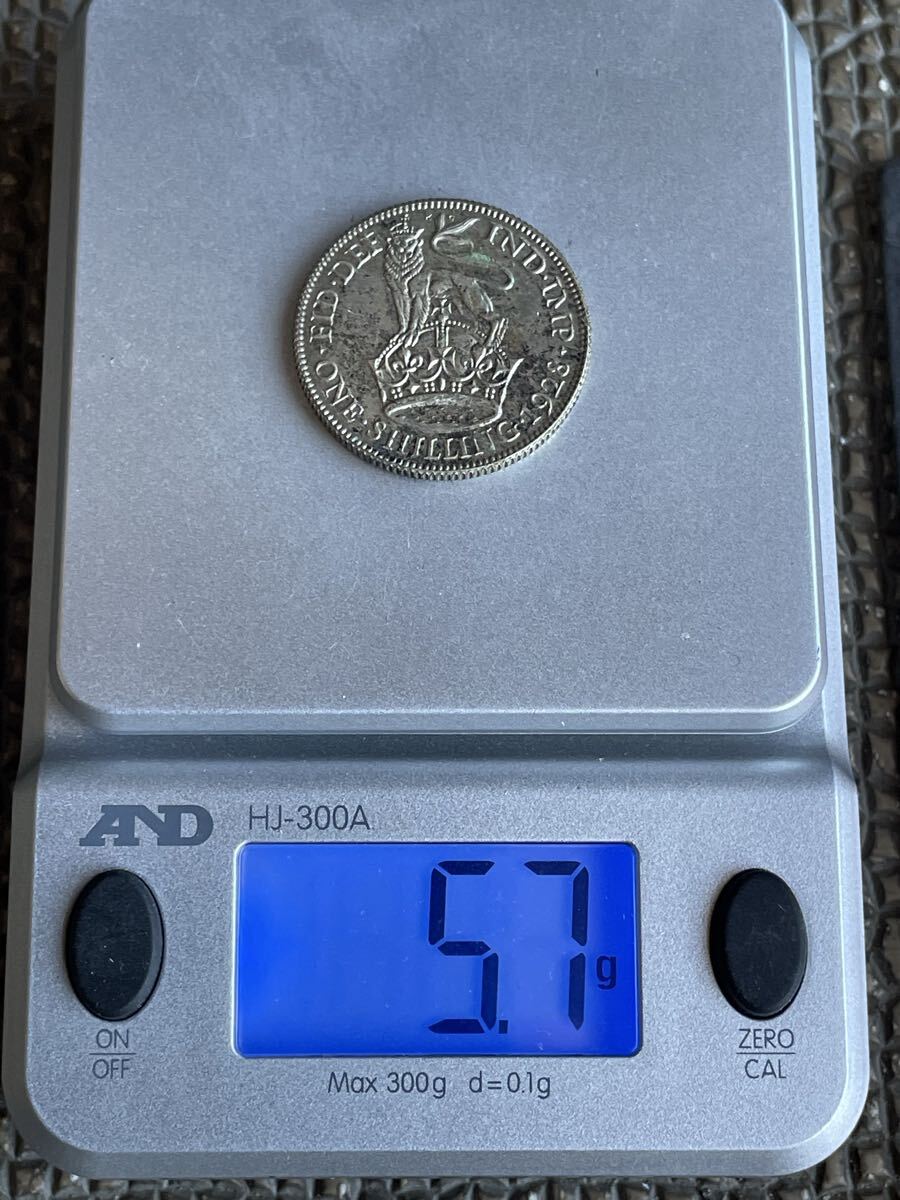 FID·DEF IND·IMP·
·ONE·SHILLING·1928·
AND HJ-300A
5.7 g
ON
OFF
ZERO
CAL
Max 300g d=0.1g